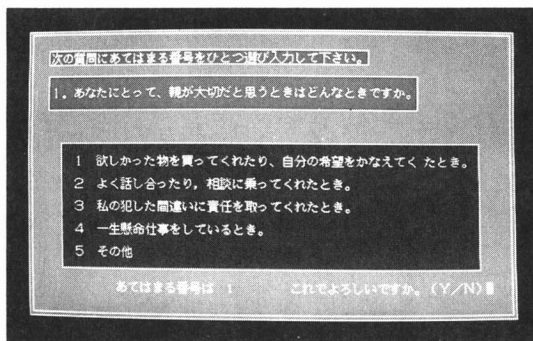 次の質問にあてはまる番号をひとつ選び入力して下さい。
1．あなたにとって、親が大切だと思うときはどんなときですか。
1 欲しかった物を買ってくれたり、自分の希望をかなえてく たとき。
2 よく話し合ったり，相談に乗ってくれたとき。
3 私の犯した間違いに責任を取ってくれたとき。
4 一生懸命仕事をしているとき。
5 その他
あてはまる番号は 1 これでよろしいですか。(Y／N)